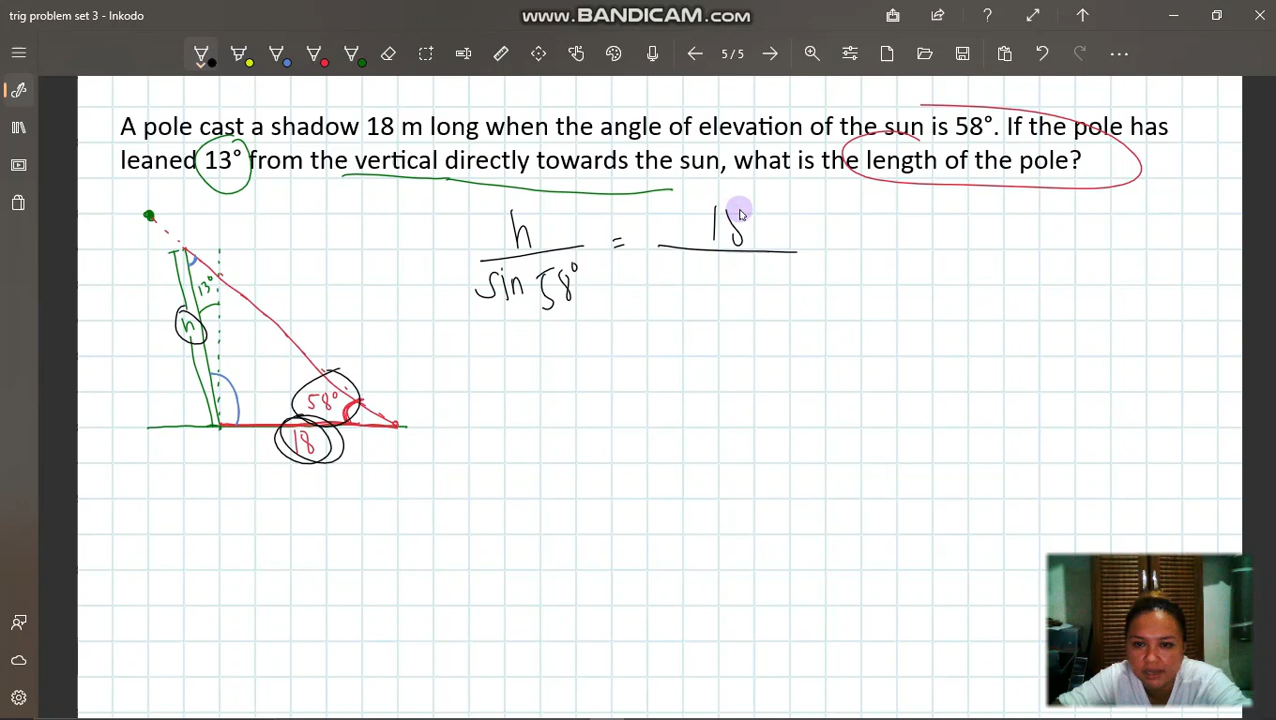 trig problem set 3 - Inkodo
www.BANDICAM.com
5/5
A pole cast a shadow 18 m long when the angle of elevation of the sun is 58°. If the pole has
leaned 13° from the vertical directly towards the sun, what is the length of the pole?
h
sin 58°
=
18
13°
h
58°
18